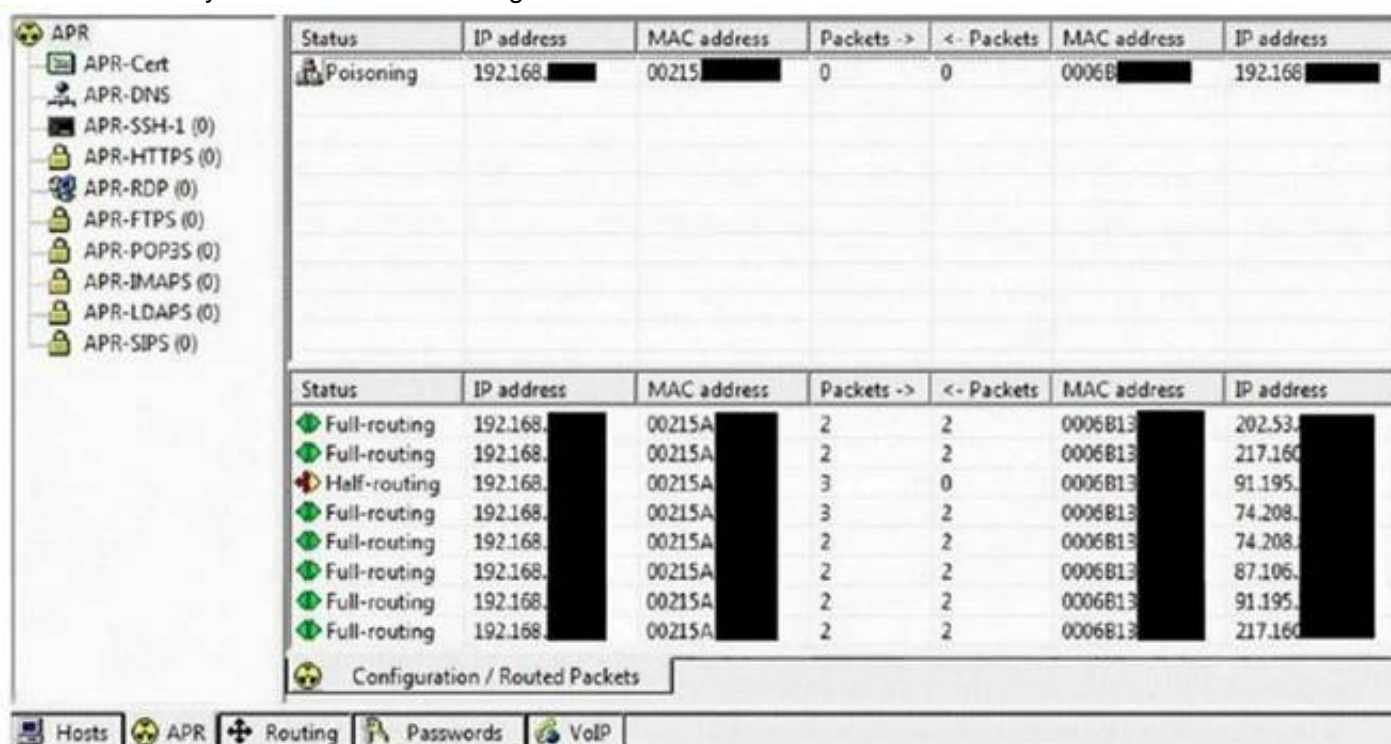 APR
APR-Cert
APR-DNS
APR-SSH-1 (0)
APR-HTTPS (0)
APR-RDP (0)
APR-FTPS (0)
APR-POP3S (0)
APR-IMAPS (0)
APR-LDAPS (0)
APR-SIPS (0)
Status IP address MAC address Packets -> <- Packets MAC address IP address
Poisoning 192.168. 00215 0 0 0006B 192.168
Status IP address MAC address Packets -> <- Packets MAC address IP address
Full-routing 192.168. 00215A 2 2 0006B13 202.53.
Full-routing 192.168. 00215A 2 2 0006B13 217.160
Half-routing 192.168. 00215A 3 0 0006B13 91.195.
Full-routing 192.168. 00215A 3 2 0006B13 74.208.
Full-routing 192.168. 00215A 2 2 0006B13 74.208.
Full-routing 192.168. 00215A 2 2 0006B13 87.106.
Full-routing 192.168. 00215A 2 2 0006B13 91.195.
Full-routing 192.168. 00215A 2 2 0006B13 217.160
Configuration / Routed Packets
Hosts APR Routing Passwords VoIP